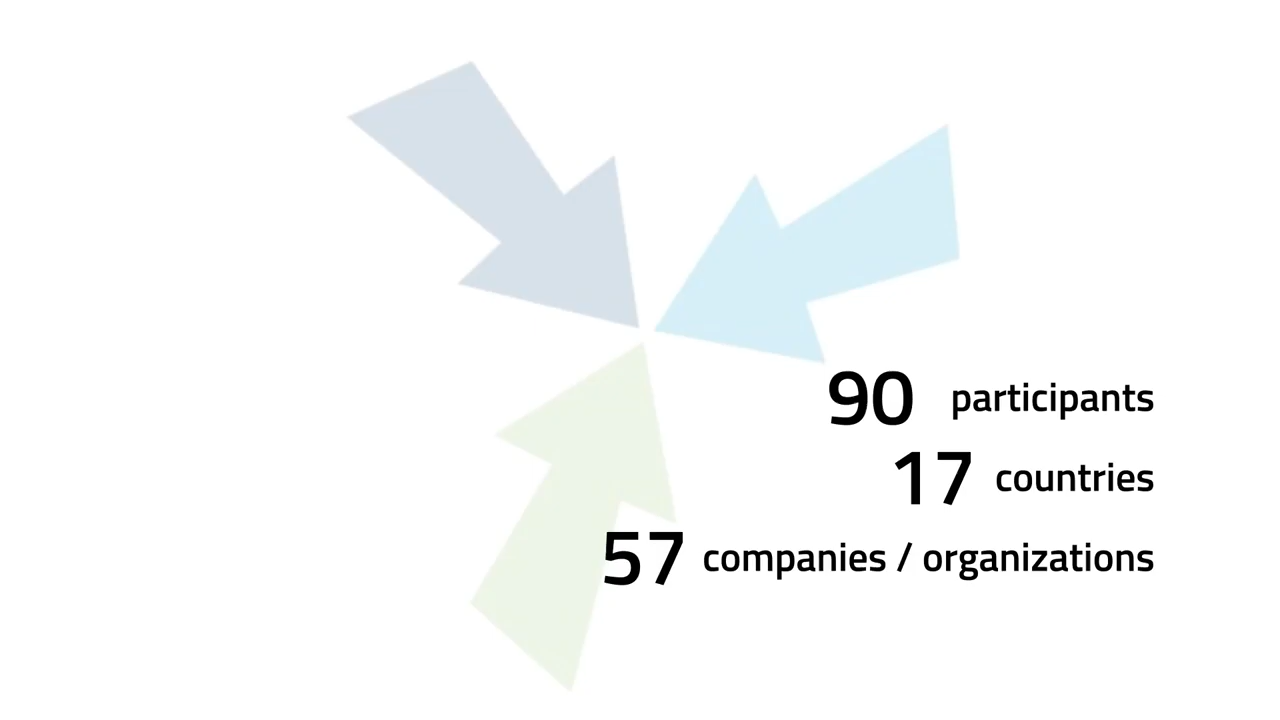 90 participants
17 countries
57 companies / organizations